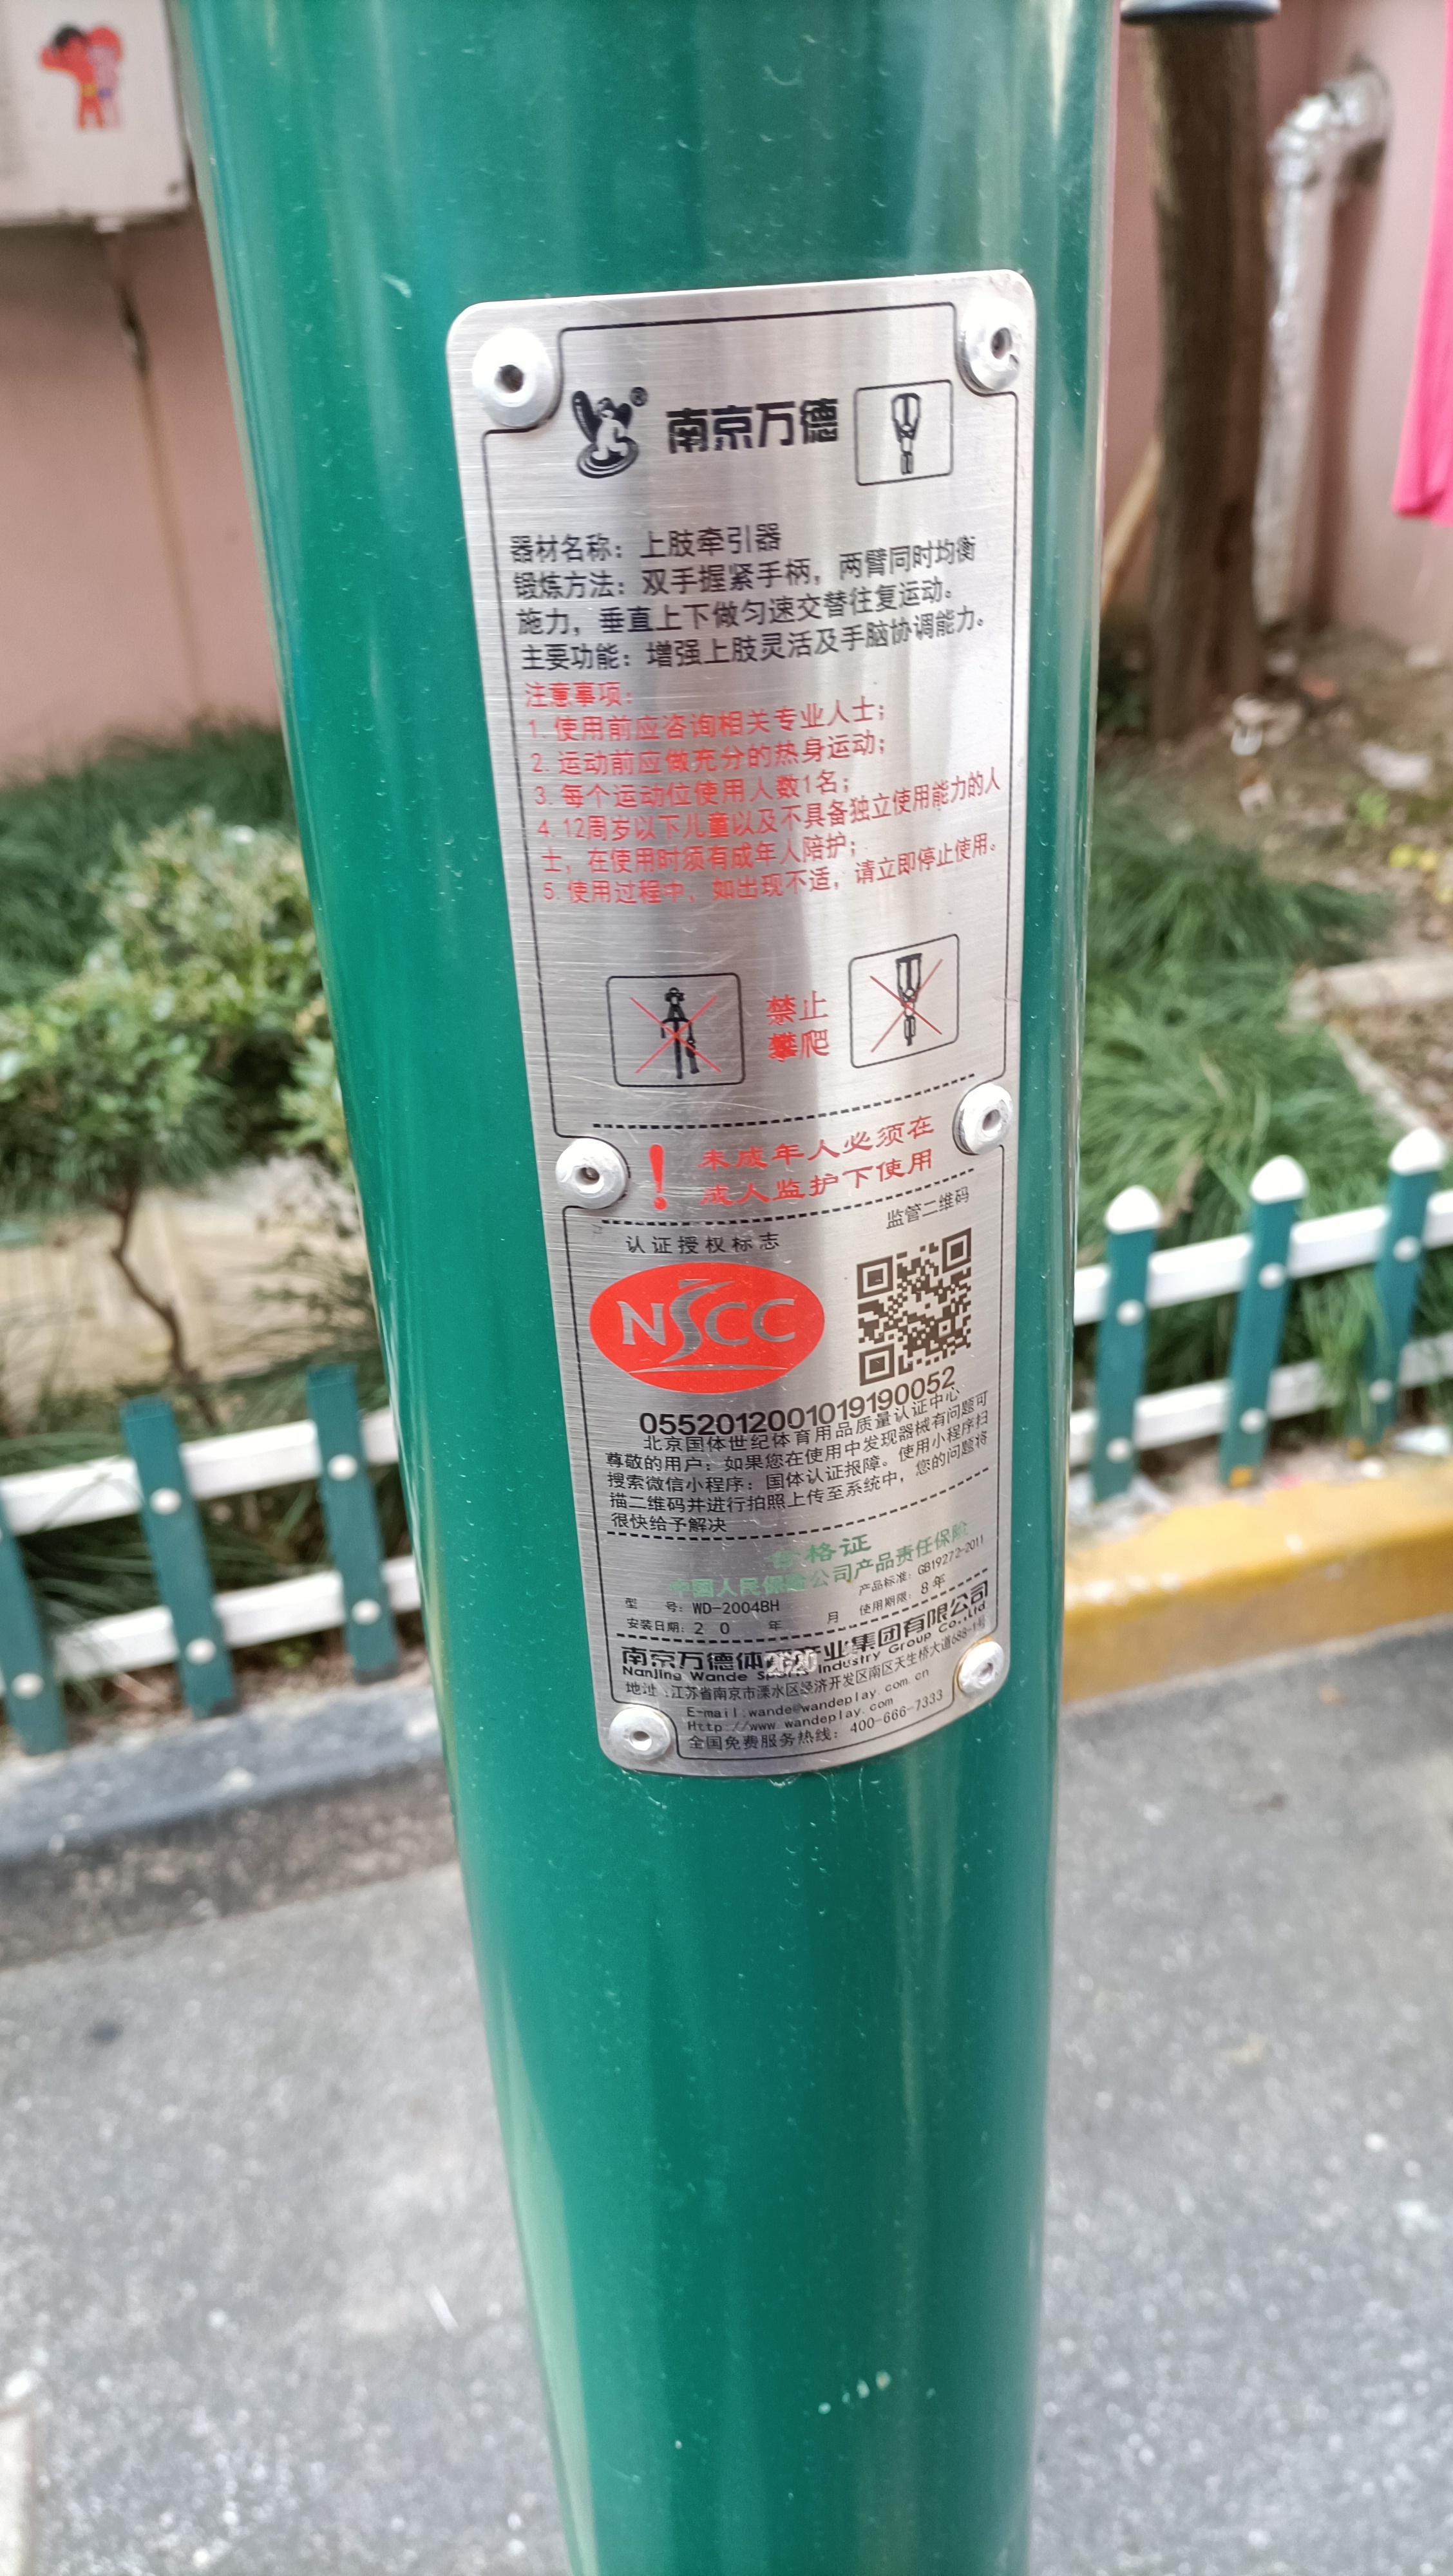 南京万德
器材名称：上肢牵引器
锻炼方法：双手握紧手柄，两臂同时均衡
施力，垂直上下做匀速交替往复运动。
主要功能：增强上肢灵活及手脑协调能力。
注意事项：
1. 使用前应咨询相关专业人士；
2. 运动前应做充分的热身运动；
3. 每个运动位使用人数1名；
4. 12周岁以下儿童以及不具备独立使用能力的人
士，在使用时须有成年人陪护；
5. 使用过程中，如出现不适，请立即停止使用。
禁止
攀爬
! 未成年人必须在
成人监护下使用
监管二维码
认证授权标志
NSCC
0552012001019190052
北京国体世纪体育用品质量认证中心
尊敬的用户：如果您在使用中发现器械有问题可
搜索微信小程序：国体认证报障。使用小程序扫
描二维码并进行拍照上传至系统中，您的问题将
很快给予解决
合格证
中国人民保险公司产品责任保险
型 号：WD-2004BH 产品标准：GB19272-2011
安装日期：20 年 月 使用期限：8年
南京万德体育产业集团有限公司
Nanjing Wande Sports Industry Group Co.,Ltd
地址：江苏省南京市溧水区经济开发区南区天生桥大道688-1号
E-mail:wande@wandeplay.com.cn
Http://www.wandeplay.com
全国免费服务热线：400-666-7333